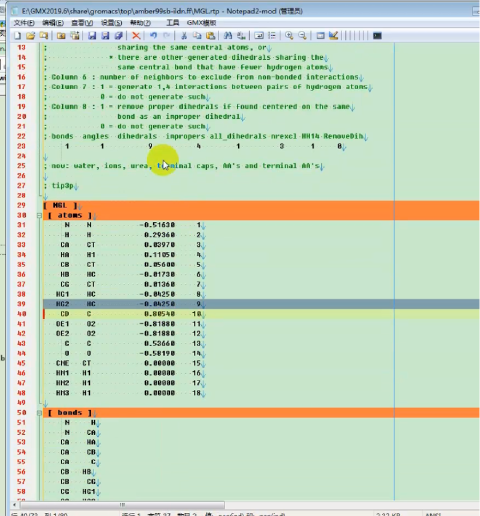 E:\GMX2019.6\share\gromacs\top\amber99sb-ildn.ff\MGL.rtp - Notepad2-mod (管理员)
文件(F) 编辑(E) 查看(V) 设置(S) 帮助(?) 工具 GMX模板
13 ; sharing the same central atoms, or
14 ; * there are other generated dihedrals sharing the
15 ; same central bond that have fewer hydrogen atoms
16 ; Column 6 : number of neighbors to exclude from non-bonded interactions
17 ; Column 7 : 1 = generate 1,4 interactions between pairs of hydrogen atoms
18 ; 0 = do not generate such
19 ; Column 8 : 1 = remove proper dihedrals if found centered on the same
20 ; bond as an improper dihedral
21 ; 0 = do not generate such
22 ; bonds angles dihedrals impropers all_dihedrals nrexcl HH14 RemoveDih
23 1 1 9 4 1 3 1 0
24
25 ; now: water, ions, urea, terminal caps, AA's and terminal AA's
26
27 ; tip3p
28
29 [ MGL ]
30 [ atoms ]
31 N N -0.51630 1
32 H H 0.29360 2
33 CA CT 0.03970 3
34 HA H1 0.11050 4
35 CB CT 0.05600 5
36 HB HC -0.01730 6
37 CG CT 0.01360 7
38 HG1 HC -0.04250 8
39 HG2 HC -0.04250 9
40 CD C 0.80540 10
41 OE1 O2 -0.81880 11
42 OE2 O2 -0.81880 12
43 C C 0.53660 13
44 O O -0.58190 14
45 CME CT 0.00000 15
46 HM1 H1 0.00000 16
47 HM2 H1 0.00000 17
48 HM3 H1 0.00000 18
49
50 [ bonds ]
51 N H
52 N CA
53 CA HA
54 CA CB
55 CA C
56 CB HB
57 CB CG
58 CG HG1